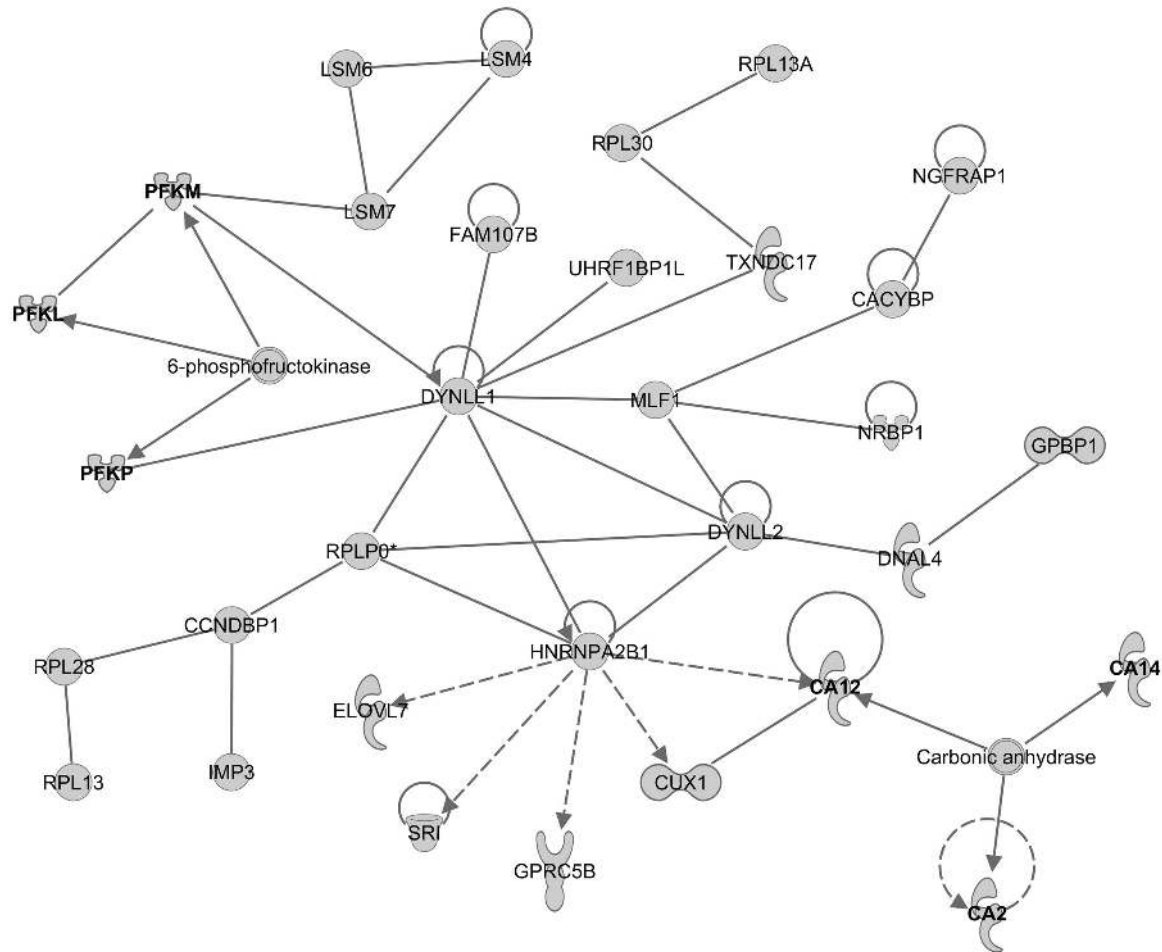 LSM6
LSM4
RPL13A
RPL30
NGFRAP1
PFKM
LSM7
FAM107B
UHRF1BP1L
TXNDC17
CACYBP
PFKL
6-phosphofructokinase
DYNLL1
MLF1
NRBP1
GPBP1
PFKP
RPLP0*
DYNLL2
DNAL4
CCNDBP1
HNRNPA2B1
RPL28
CA12
CA14
ELOVL7
Carbonic anhydrase
RPL13
IMP3
CUX1
SRI
GPRC5B
CA2